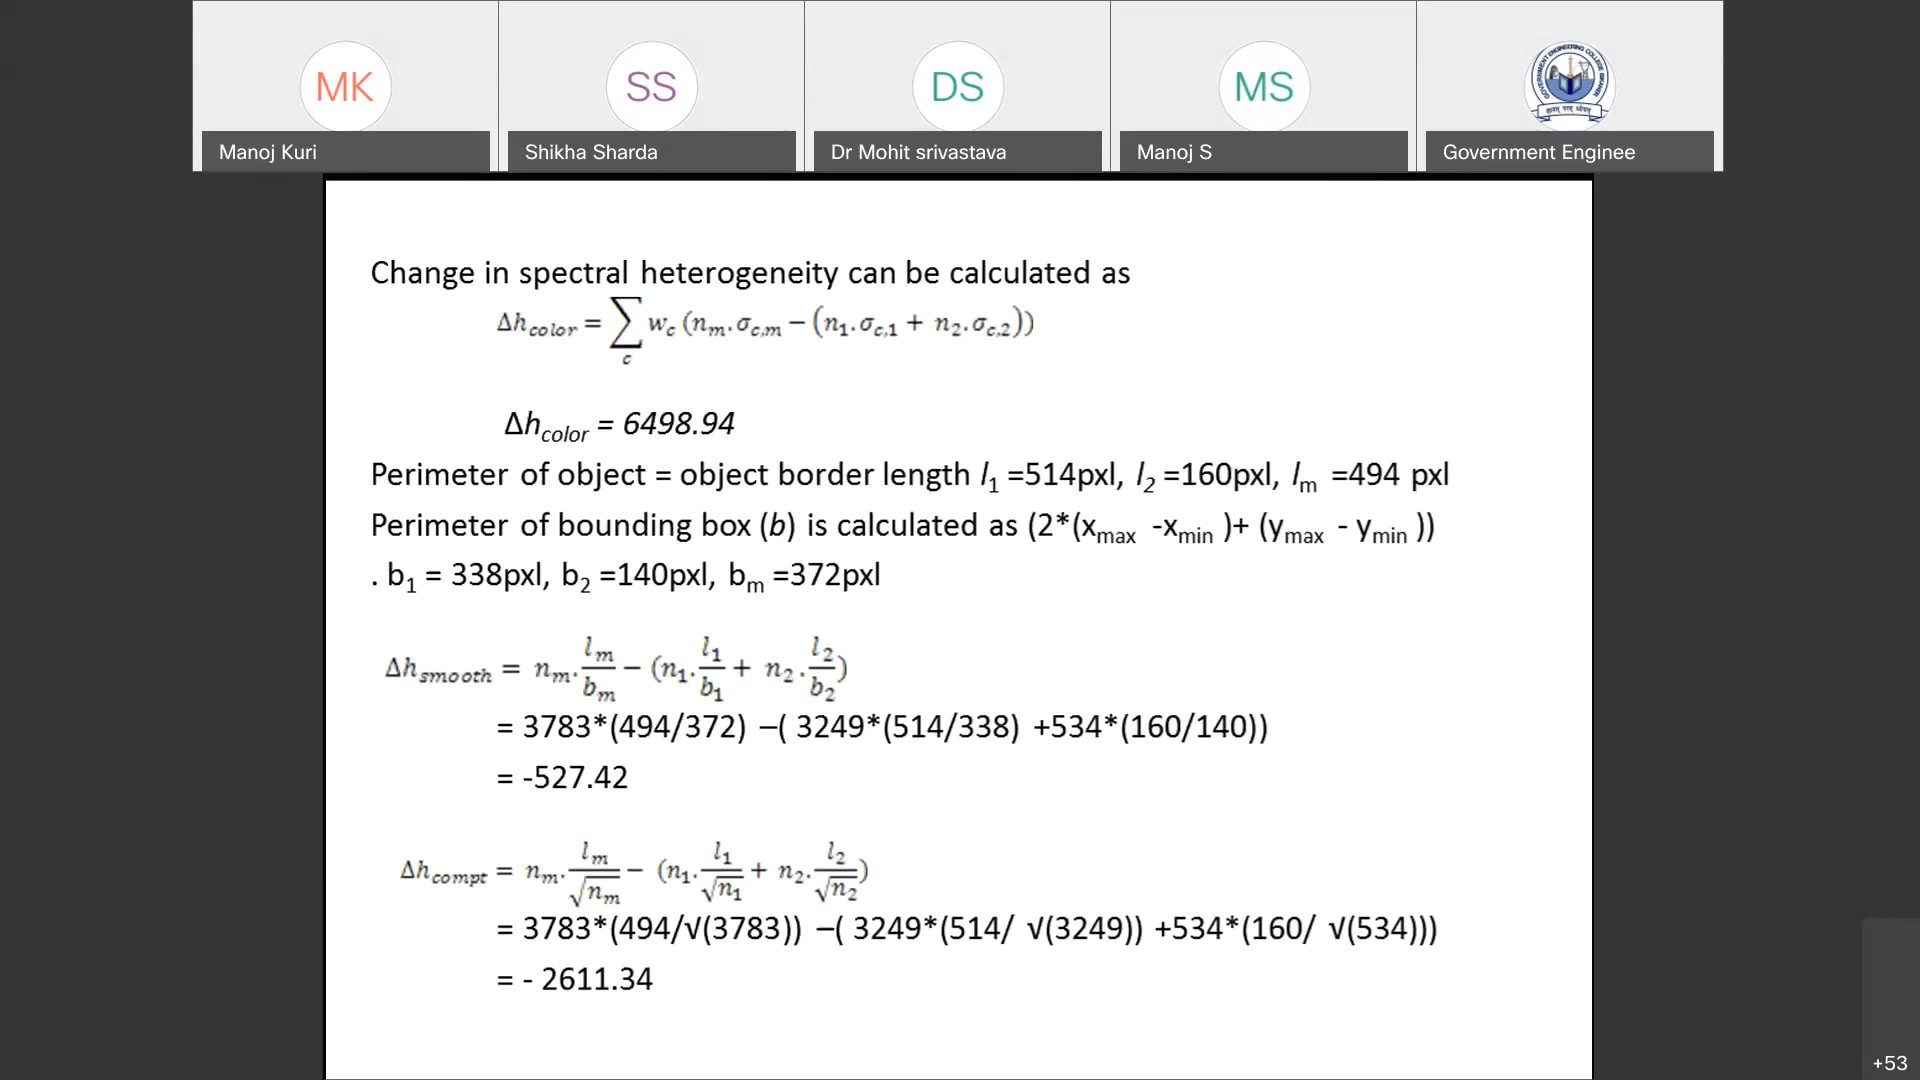 MK
SS
DS
MS
Manoj Kuri
Shikha Sharda
Dr Mohit srivastava
Manoj S
Government Enginee
Change in spectral heterogeneity can be calculated as
Δh_color = ∑_c w_c (n_m.σ_c,m − (n_1.σ_c,1 + n_2.σ_c,2))
Δh_color = 6498.94
Perimeter of object = object border length l_1 =514pxl, l_2 =160pxl, l_m =494 pxl
Perimeter of bounding box (b) is calculated as (2*(x_max -x_min )+ (y_max - y_min ))
. b_1 = 338pxl, b_2 =140pxl, b_m =372pxl
Δh_smooth = n_m. l_m/b_m − (n_1. l_1/b_1 + n_2. l_2/b_2)
= 3783*(494/372) –( 3249*(514/338) +534*(160/140))
= -527.42
Δh_compt = n_m. l_m/√n_m − (n_1. l_1/√n_1 + n_2. l_2/√n_2)
= 3783*(494/√(3783)) –( 3249*(514/ √(3249)) +534*(160/ √(534)))
= - 2611.34
+53